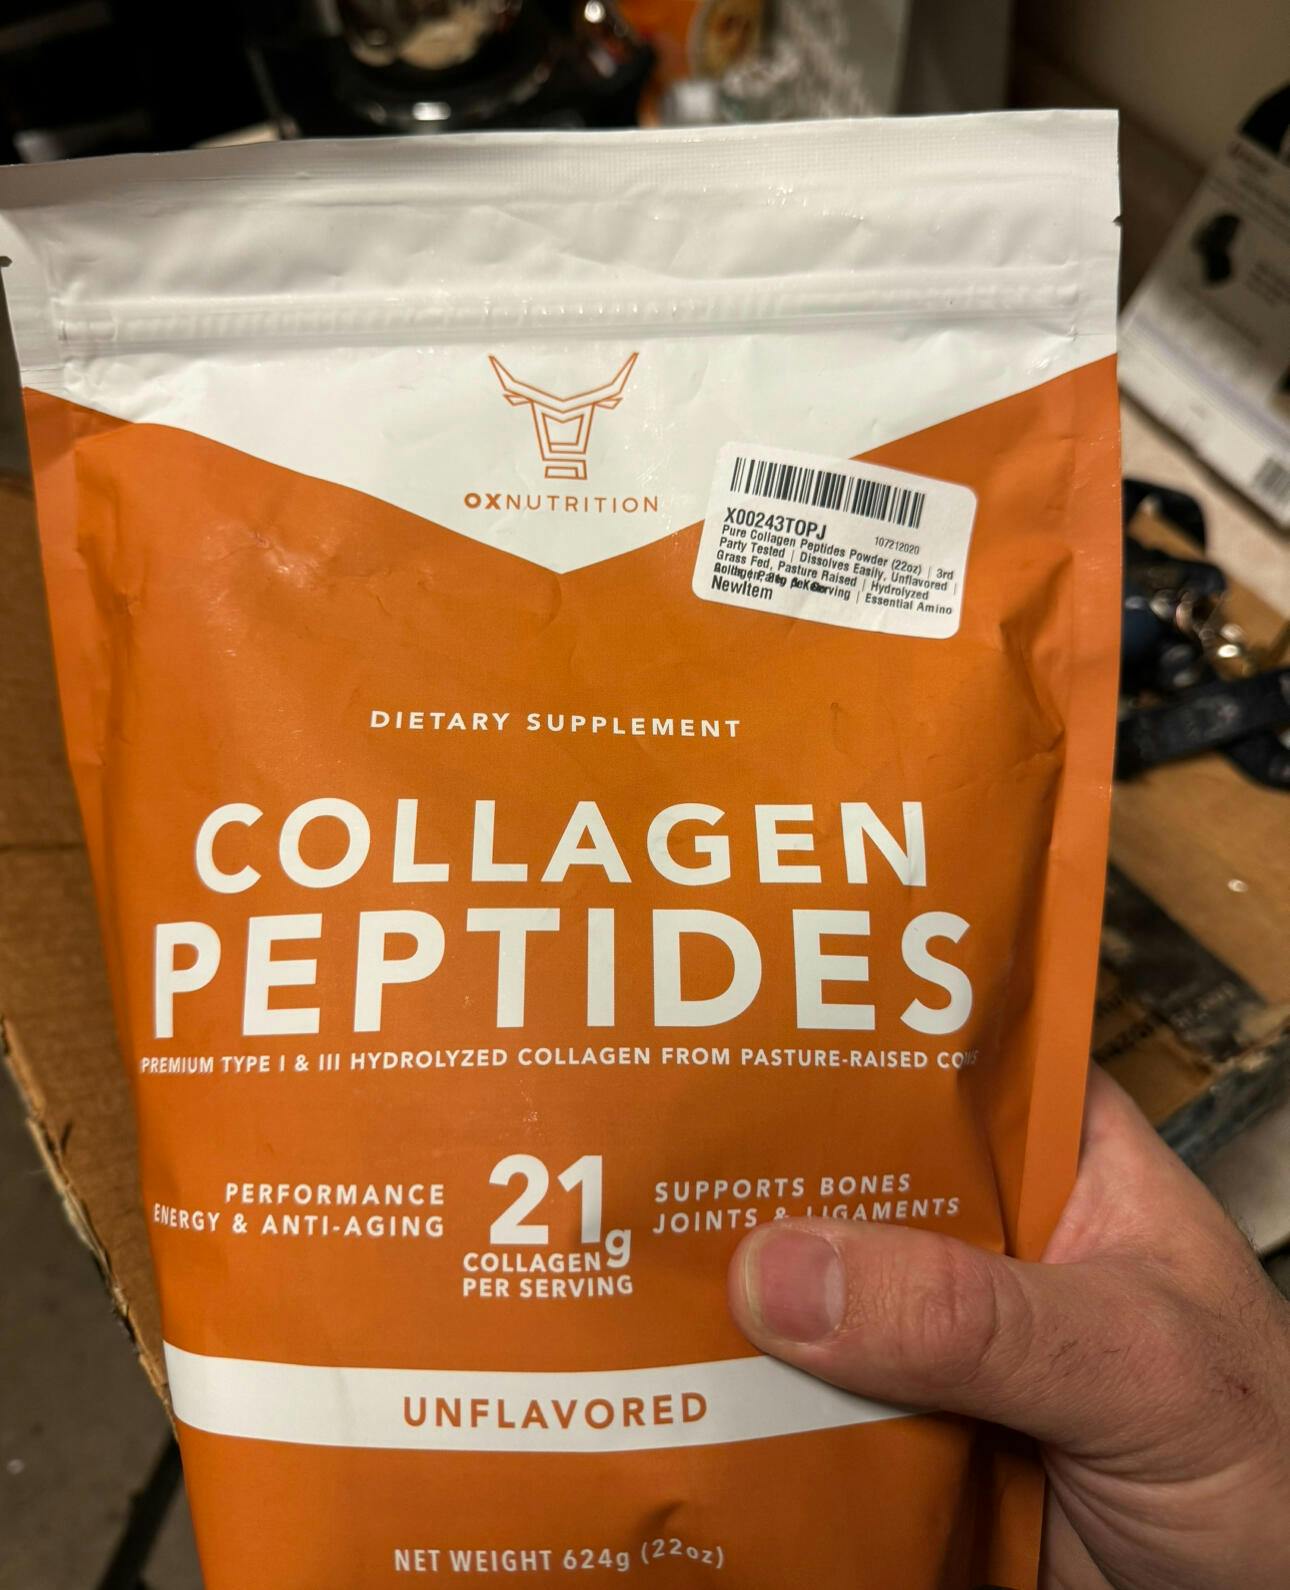 OXNUTRITION
X00243TOPJ
107212020
Pure Collagen Peptides Powder (22oz) | 3rd
Party Tested | Dissolves Easily, Unflavored |
Grass Fed, Pasture Raised | Hydrolyzed
Serving | Essential Amino
NewItem
DIETARY SUPPLEMENT
COLLAGEN
PEPTIDES
PREMIUM TYPE I & III HYDROLYZED COLLAGEN FROM PASTURE-RAISED COWS
PERFORMANCE
ENERGY & ANTI-AGING
21g
COLLAGEN
PER SERVING
SUPPORTS BONES
JOINTS & LIGAMENTS
UNFLAVORED
NET WEIGHT 624g (22oz)